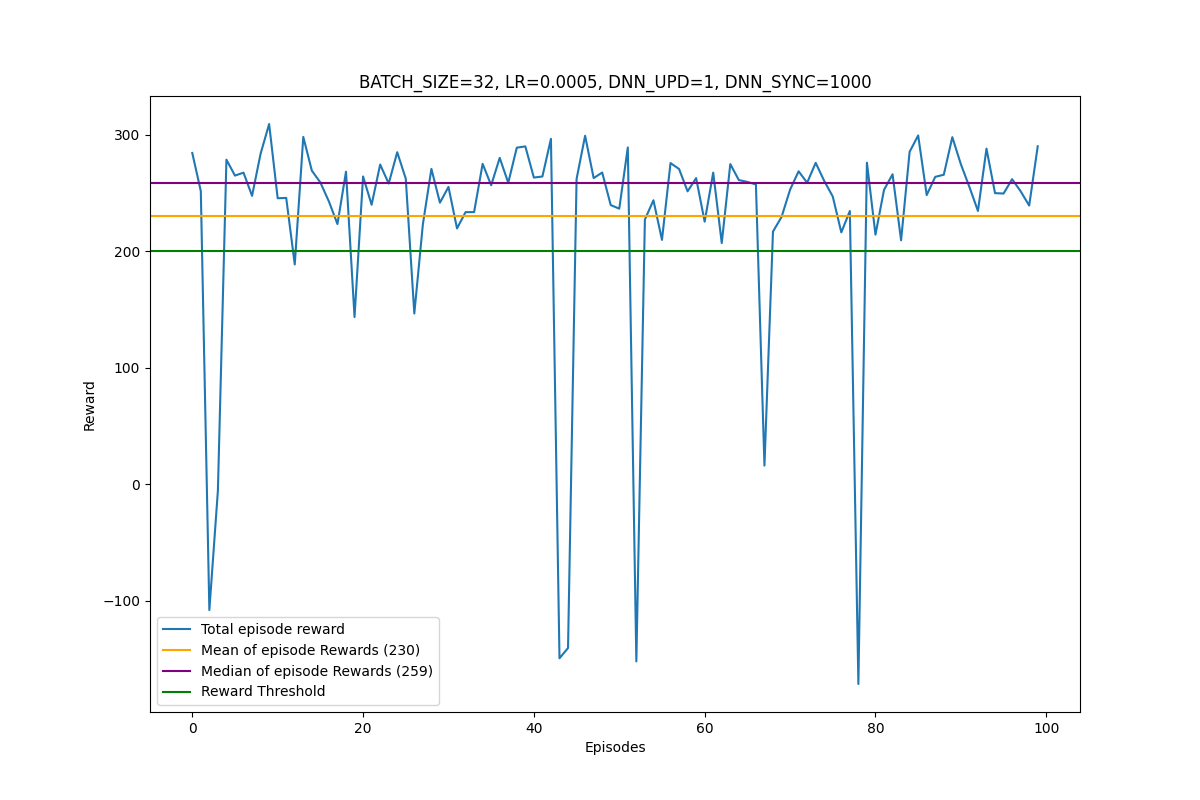 BATCH_SIZE=32, LR=0.0005, DNN_UPD=1, DNN_SYNC=1000
300
200
100
0
−100
Reward
Total episode reward
Mean of episode Rewards (230)
Median of episode Rewards (259)
Reward Threshold
0 20 40 60 80 100
Episodes